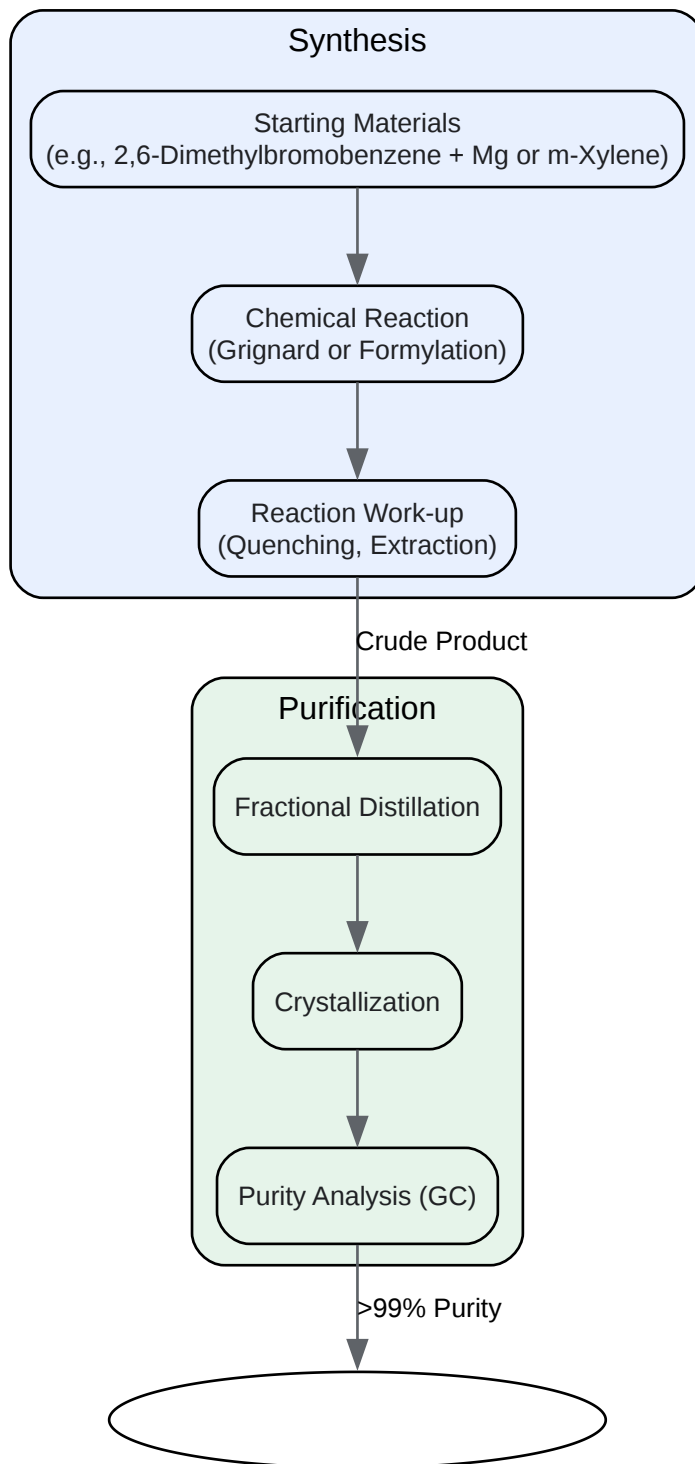 Synthesis
Starting Materials
(e.g., 2,6-Dimethylbromobenzene + Mg or m-Xylene)
Chemical Reaction
(Grignard or Formylation)
Reaction Work-up
(Quenching, Extraction)
Crude Product
Purification
Fractional Distillation
Crystallization
Purity Analysis (GC)
>99% Purity